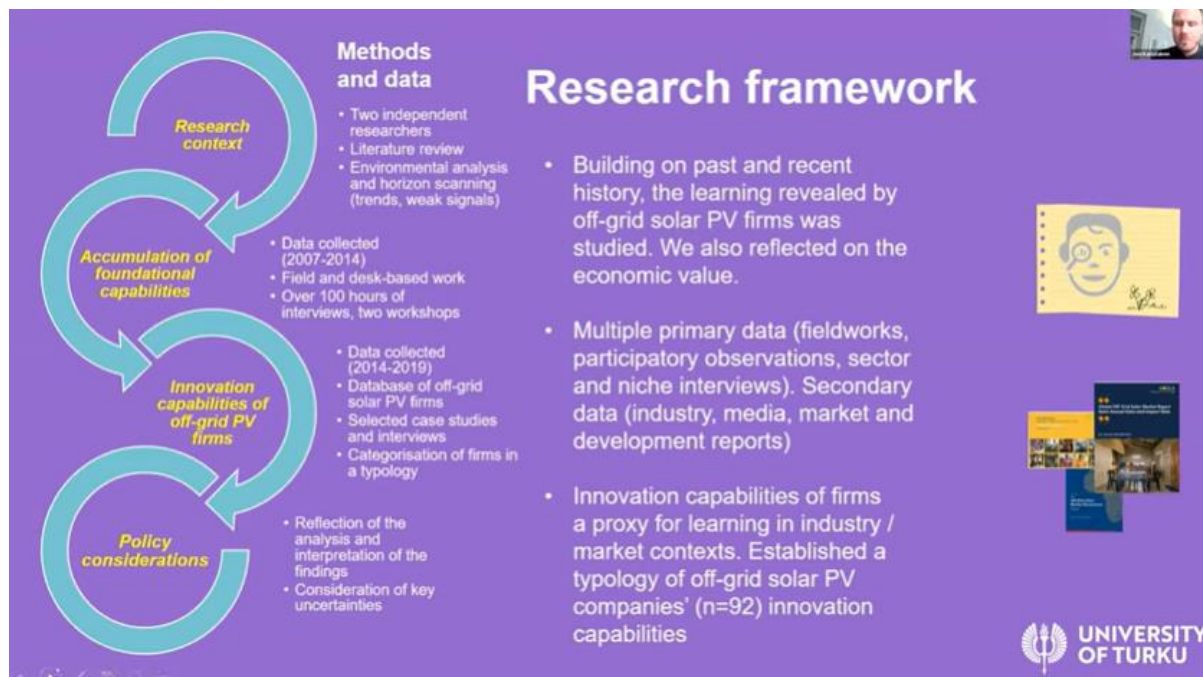 Research
context
Accumulation of
foundational
capabilities
Innovation
capabilities of
off-grid PV
firms
Policy
considerations
Methods
and data
• Two independent
researchers
• Literature review
• Environmental analysis
and horizon scanning
(trends, weak signals)
• Data collected
(2007-2014)
• Field and desk-based work
• Over 100 hours of
interviews, two workshops
• Data collected
(2014-2019)
• Database of off-grid
solar PV firms
• Selected case studies
and interviews
• Categorisation of firms in
a typology
• Reflection of the
analysis and
interpretation of the
findings
• Consideration of key
uncertainties
Research framework
• Building on past and recent
history, the learning revealed by
off-grid solar PV firms was
studied. We also reflected on the
economic value.
• Multiple primary data (fieldworks,
participatory observations, sector
and niche interviews). Secondary
data (industry, media, market and
development reports)
• Innovation capabilities of firms
a proxy for learning in industry /
market contexts. Established a
typology of off-grid solar PV
companies’ (n=92) innovation
capabilities
UNIVERSITY
OF TURKU